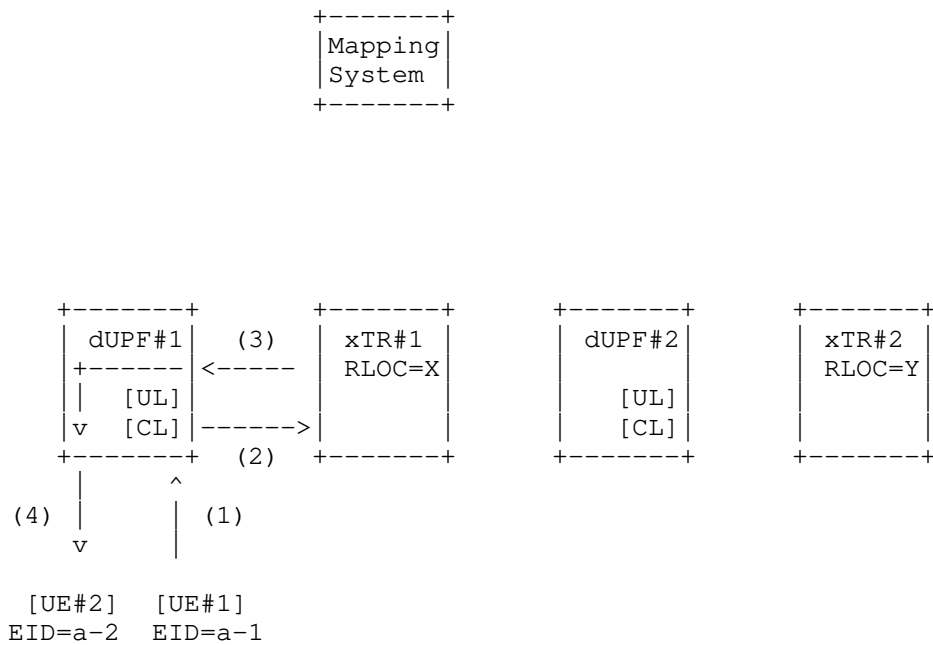 Mapping
System
dUPF#1 (3) xTR#1 dUPF#2 xTR#2
RLOC=X RLOC=Y
[UL] [UL]
[CL] [CL]
(2)
(4) (1)
[UE#2] [UE#1]
EID=a-2 EID=a-1